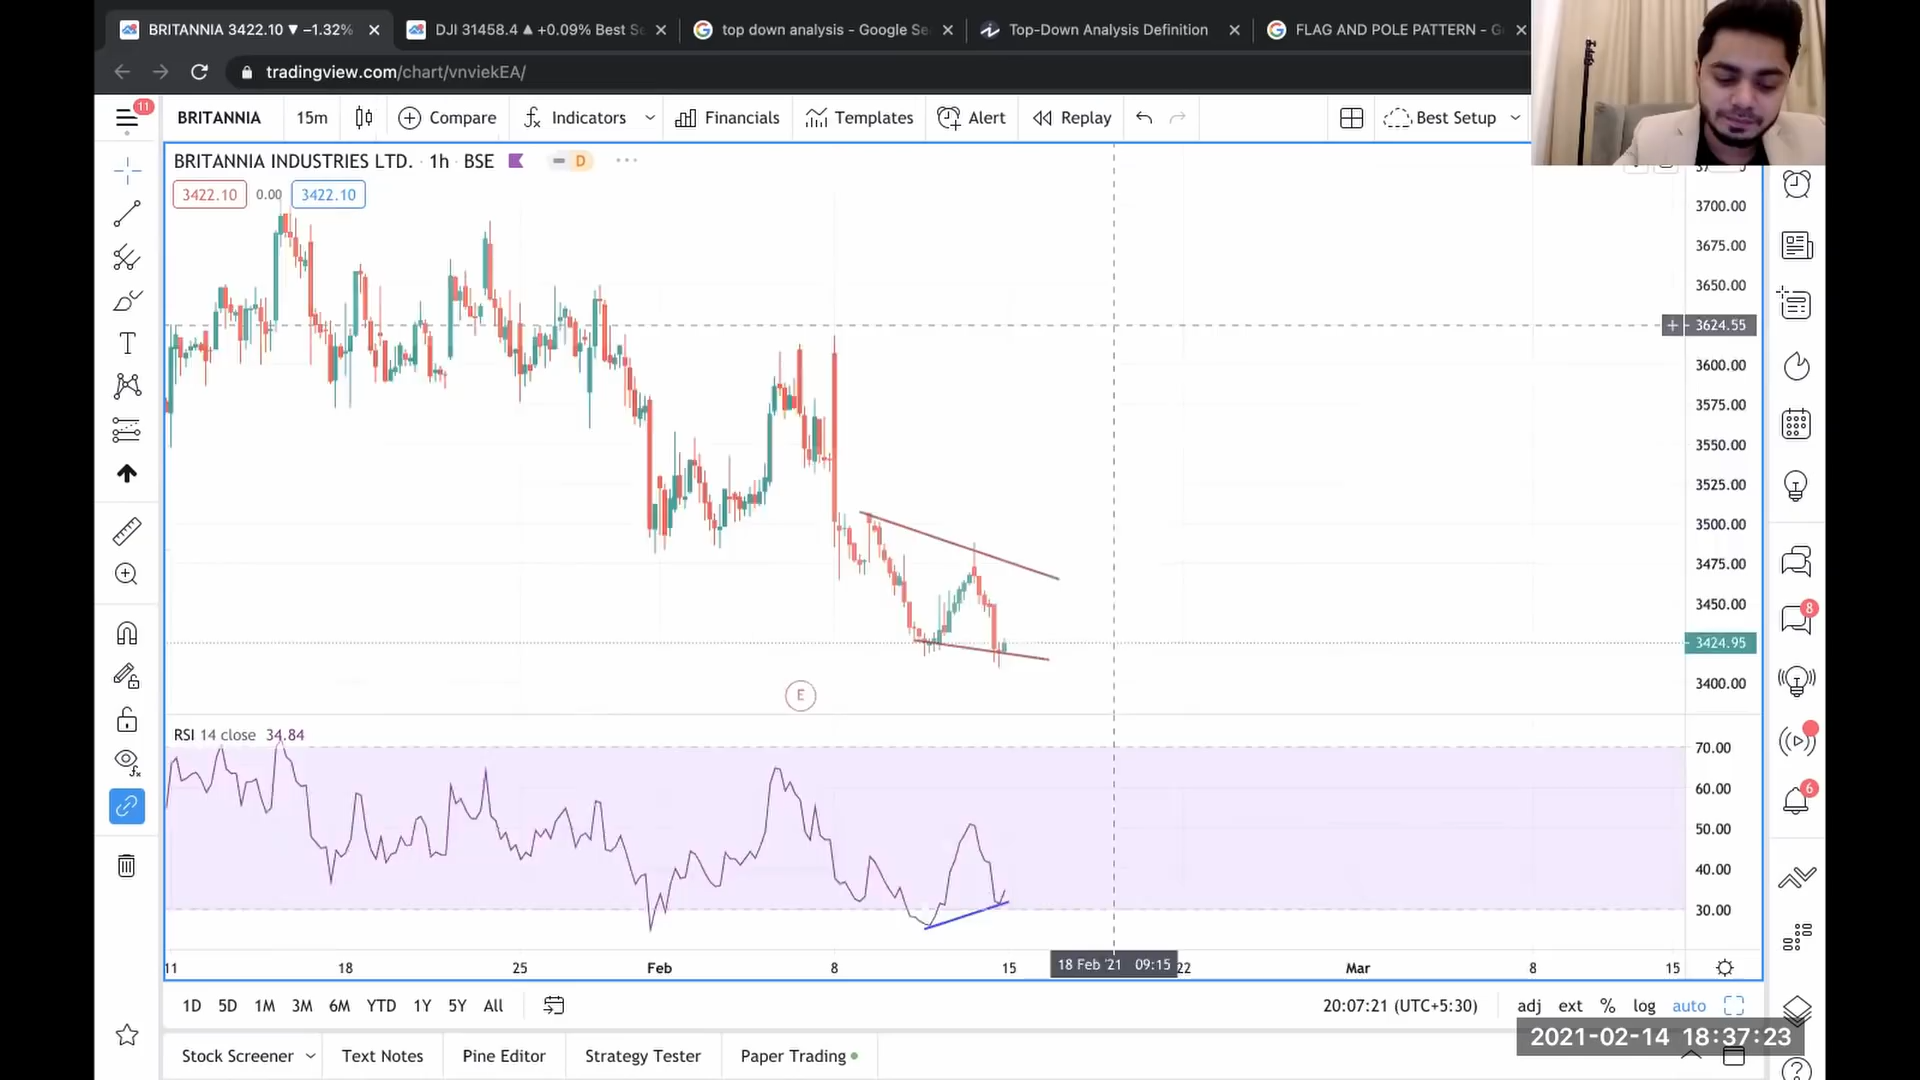 BRITANNIA 3422.10 ▼ −1.32%
DJI 31458.4 ▲ +0.09% Best S
top down analysis - Google Se
Top-Down Analysis Definition
FLAG AND POLE PATTERN - G
tradingview.com/chart/vnviekEA/
11
BRITANNIA 15m Compare Indicators Financials Templates Alert Replay Best Setup
BRITANNIA INDUSTRIES LTD. · 1h · BSE D
3422.10 0.00 3422.10
3700.00
3675.00
3650.00
3624.55
3600.00
3575.00
3550.00
3525.00
3500.00
3475.00
3450.00
3424.95
3400.00
E
RSI 14 close 34.84
70.00
60.00
50.00
40.00
30.00
11 18 25 Feb 8 15 18 Feb '21 09:15 22 Mar 8 15
8
6
1D 5D 1M 3M 6M YTD 1Y 5Y All 20:07:21 (UTC+5:30) adj ext % log auto
2021-02-14 18:37:23
Stock Screener Text Notes Pine Editor Strategy Tester Paper Trading